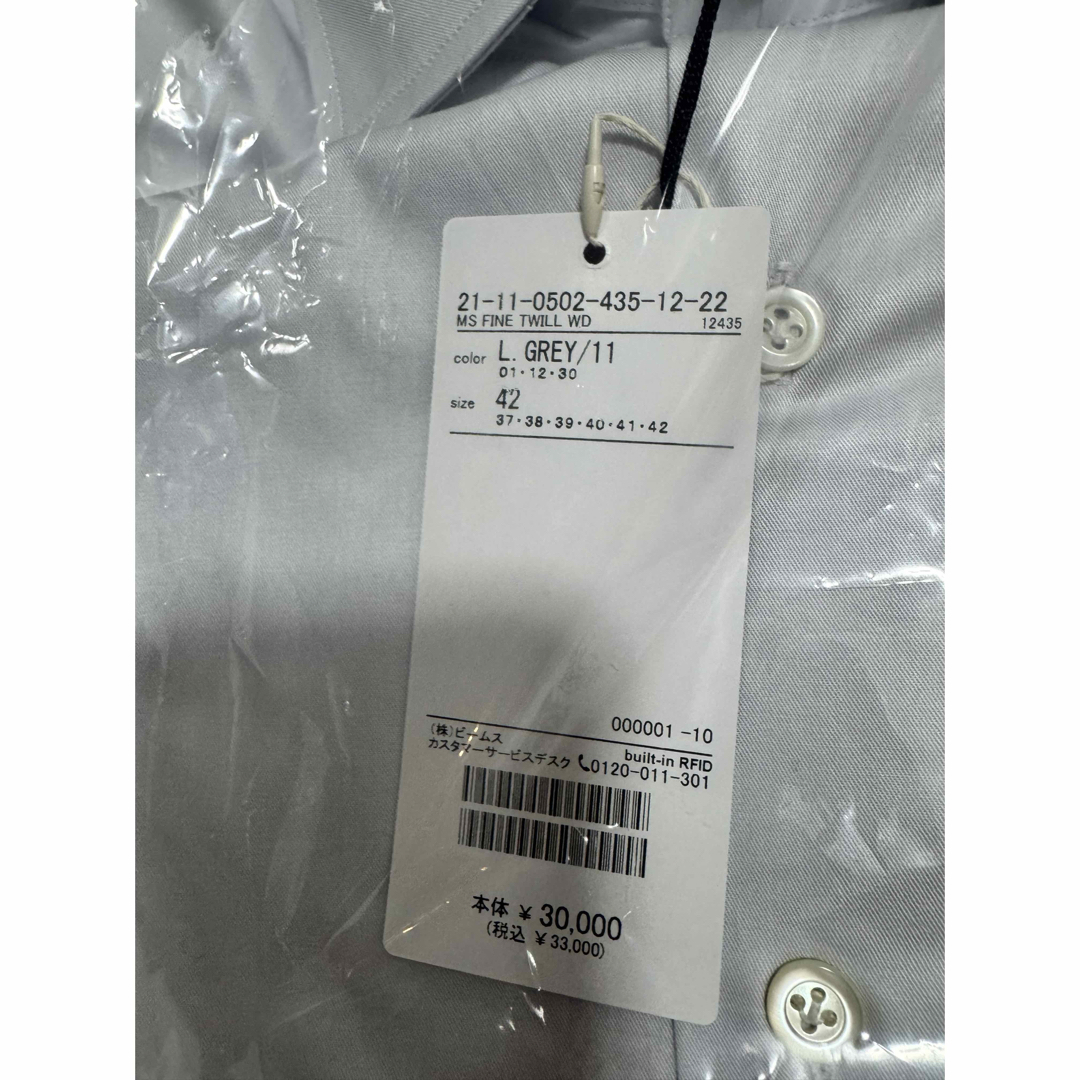 21-11-0502-435-12-22
MS FINE TWILL WD 12435
color L. GREY/11
01・12・30
size 42
37・38・39・40・41・42
000001 -10
(株)ビームス built-in RFID
カスタマーサービスデスク 0120-011-301
本体 ¥ 30,000
(税込 ¥ 33,000)